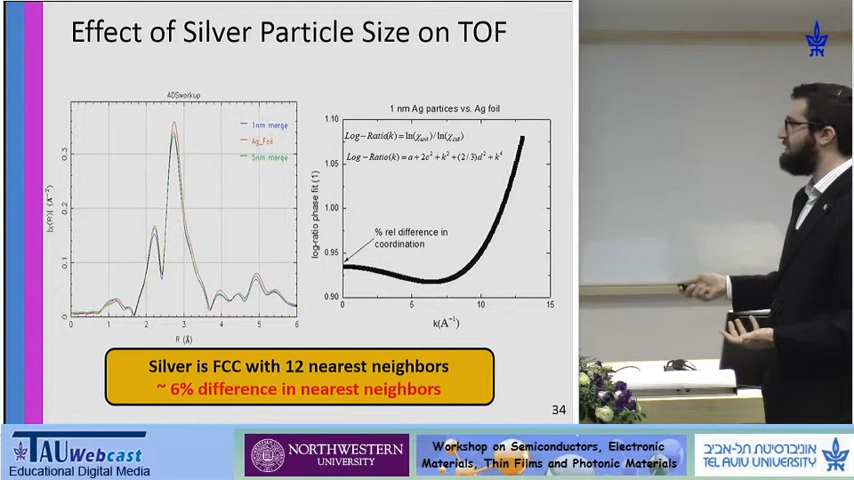 Effect of Silver Particle Size on TOF
AOSworkup
1nm merge
Ag_Foil
5nm merge
|χ(R)| (Å⁻²)
0.3
0.2
0.1
0
0 1 2 3 4 5 6
R (Å)
1 nm Ag partices vs. Ag foil
Log − Ratio(k) = ln(χ
)/ ln(χ
)
Log − Ratio(k) = a + 2c² + k² + (2/3)d² + k⁴
log-ratio phase fit (1)
1.10
1.05
1.00
0.95
0.90
% rel difference in
coordination
0 5 10 15
k(Å⁻¹)
Silver is FCC with 12 nearest neighbors
~ 6% difference in nearest neighbors
34
TAUWebcast
Educational Digital Media
NORTHWESTERN
UNIVERSITY
Workshop on Semiconductors, Electronic
Materials, Thin Films and Photonic Materials
אוניברסיטת תל-אביב
TEL AVIV UNIVERSITY